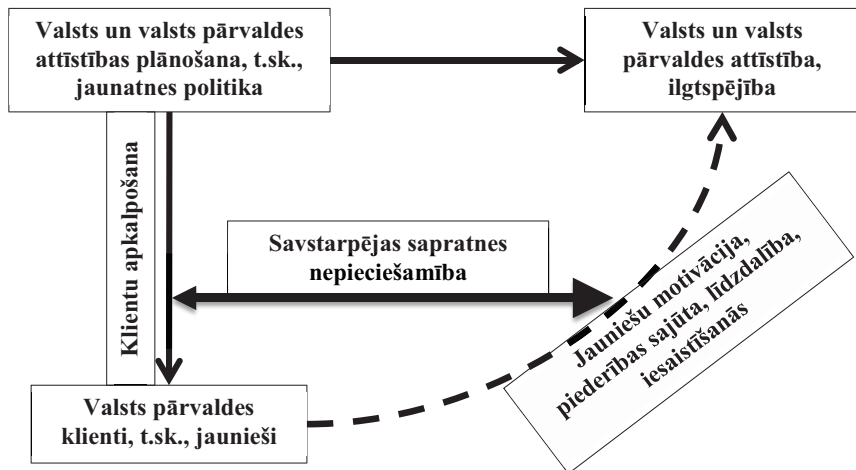 Valsts un valsts pārvaldes
attīstības plānošana, t.sk.,
jaunatnes politika
Valsts un valsts
pārvaldes attīstība,
ilgtspējība
Klientu apkalpošana
Savstarpējas sapratnes
nepieciešamība
Jauniešu motivācija,
piederības sajūta, līdzdalība,
iesaistīšanās
Valsts pārvaldes
klienti, t.sk., jaunieši